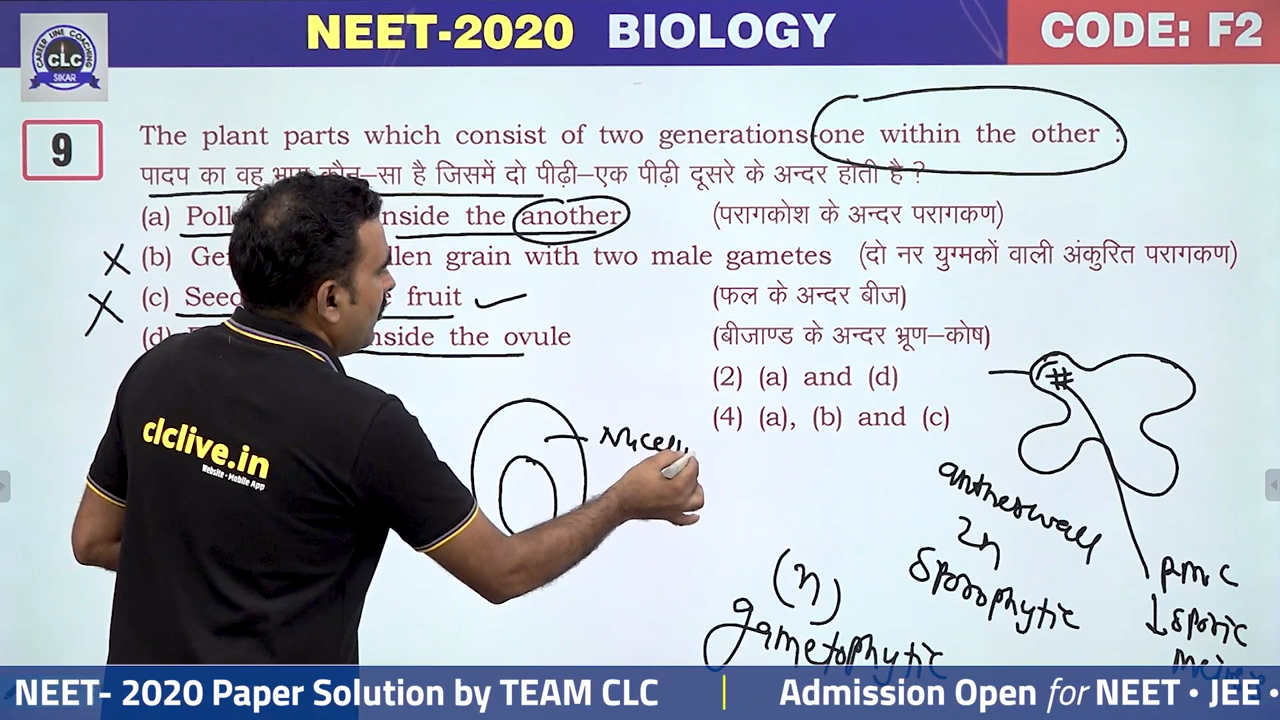 NEET-2020 BIOLOGY
CODE: F2
CAREER LINE COACHING
CLC
SIKAR
9
The plant parts which consist of two generations one within the other :
पादप का वह भाग कौन–सा है जिसमें दो पीढ़ी–एक पीढ़ी दूसरे के अन्दर होती है ?
(a) Poll nside the another (परागकोश के अन्दर परागकण)
(b) Ge llen grain with two male gametes (दो नर युग्मकों वाली अंकुरित परागकण)
(c) Seed fruit (फल के अन्दर बीज)
(d) nside the ovule (बीजाण्ड के अन्दर भ्रूण–कोष)
(2) (a) and (d)
(4) (a), (b) and (c)
clclive.in
Website - Mobile App
antherwall
2n
Sporophytic
(n)
gametophytic
PMC
sporic
NEET- 2020 Paper Solution by TEAM CLC | Admission Open for NEET • JEE •